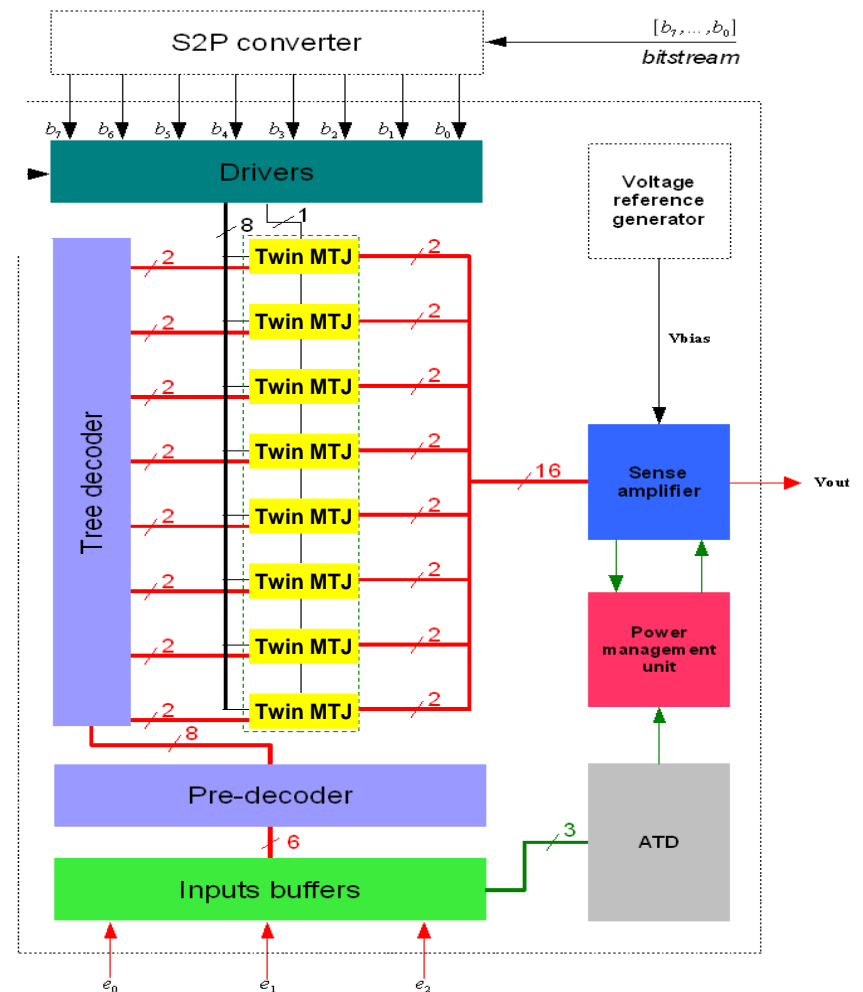 S2P converter
[b₇,...,b₀]
bitstream
b₇ b₆ b₅ b₄ b₃ b₂ b₁ b₀
Drivers
8
1
Voltage
reference
generator
Tree decoder
2 Twin MTJ 2
2 Twin MTJ 2
2 Twin MTJ 2
2 Twin MTJ 2
2 Twin MTJ 2
2 Twin MTJ 2
2 Twin MTJ 2
2 Twin MTJ 2
Vbias
16
Sense
amplifier
Vout
Power
management
unit
8
Pre-decoder
6
3
ATD
Inputs buffers
e₀ e₁ e₂